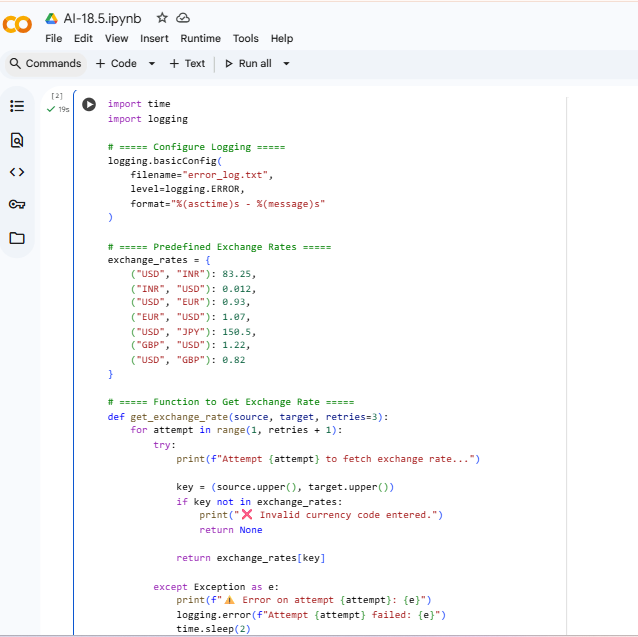 AI-18.5.ipynb
File Edit View Insert Runtime Tools Help
Commands + Code + Text Run all
[2]
19s
import time
import logging
# ===== Configure Logging =====
logging.basicConfig(
    filename="error_log.txt",
    level=logging.ERROR,
    format="%(asctime)s - %(message)s"
)
# ===== Predefined Exchange Rates =====
exchange_rates = {
    ("USD", "INR"): 83.25,
    ("INR", "USD"): 0.012,
    ("USD", "EUR"): 0.93,
    ("EUR", "USD"): 1.07,
    ("USD", "JPY"): 150.5,
    ("GBP", "USD"): 1.22,
    ("USD", "GBP"): 0.82
}
# ===== Function to Get Exchange Rate =====
def get_exchange_rate(source, target, retries=3):
    for attempt in range(1, retries + 1):
        try:
            print(f"Attempt {attempt} to fetch exchange rate...")
            key = (source.upper(), target.upper())
            if key not in exchange_rates:
                print("❌ Invalid currency code entered.")
                return None
            return exchange_rates[key]
        except Exception as e:
            print(f"⚠️ Error on attempt {attempt}: {e}")
            logging.error(f"Attempt {attempt} failed: {e}")
            time.sleep(2)